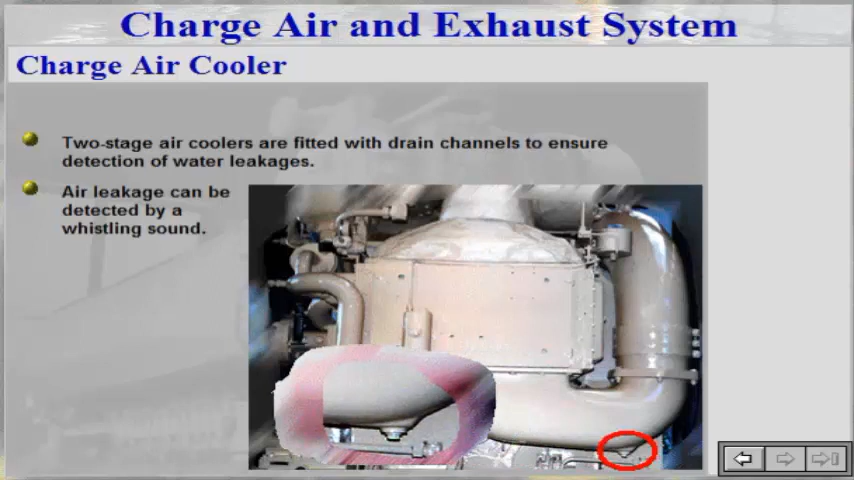 Charge Air and Exhaust System
Charge Air Cooler
Two-stage air coolers are fitted with drain channels to ensure
detection of water leakages.
Air leakage can be
detected by a
whistling sound.